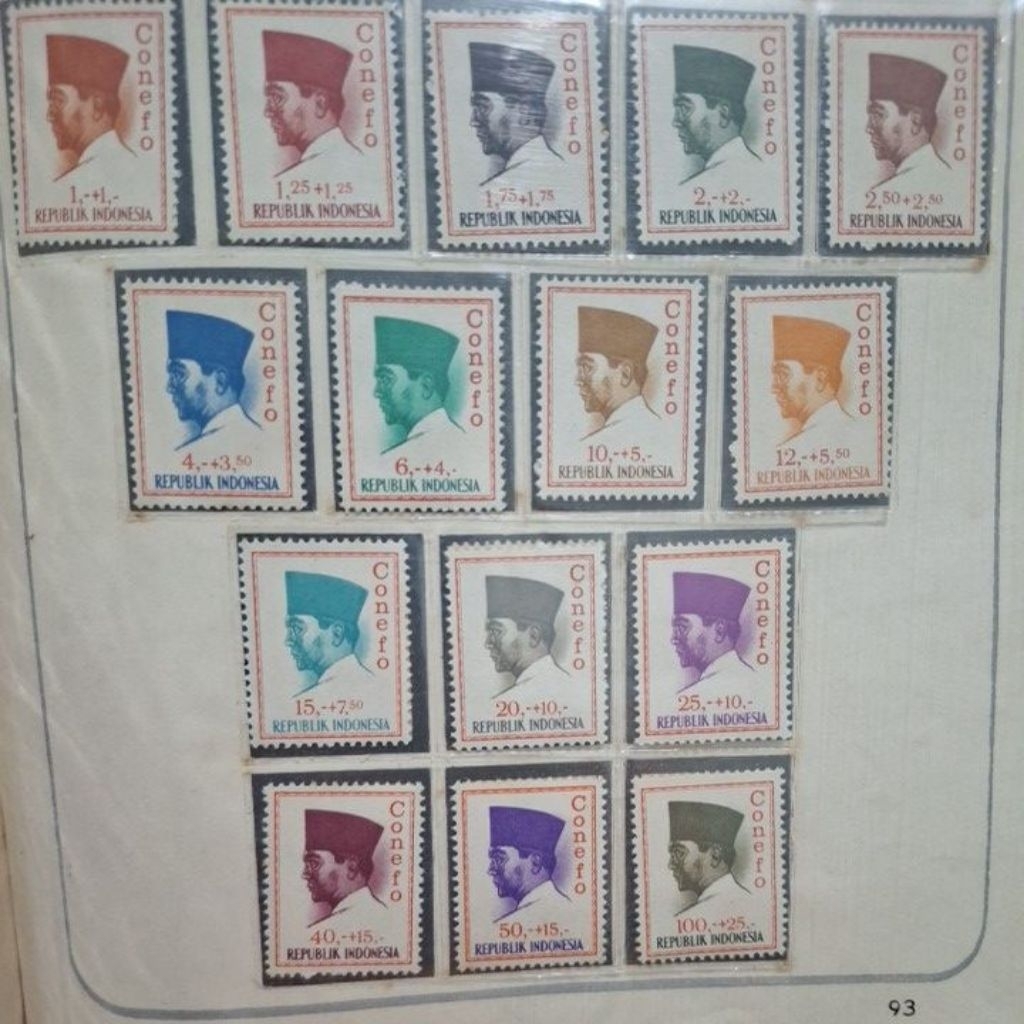 Conefo
1,-+1,-
REPUBLIK INDONESIA
Conefo
1,25+1,25
REPUBLIK INDONESIA
Conefo
1,75+1,75
REPUBLIK INDONESIA
Conefo
2,-+2,-
REPUBLIK INDONESIA
Conefo
2,50+2,50
REPUBLIK INDONESIA
Conefo
4,-+3,50
REPUBLIK INDONESIA
Conefo
6,-+4,-
REPUBLIK INDONESIA
Conefo
10,-+5,-
REPUBLIK INDONESIA
Conefo
12,-+5,50
REPUBLIK INDONESIA
Conefo
15,-+7,50
REPUBLIK INDONESIA
Conefo
20,-+10,-
REPUBLIK INDONESIA
Conefo
25,-+10,-
REPUBLIK INDONESIA
Conefo
40,-+15,-
REPUBLIK INDONESIA
Conefo
50,-+15,-
REPUBLIK INDONESIA
Conefo
100,-+25,-
REPUBLIK INDONESIA
93